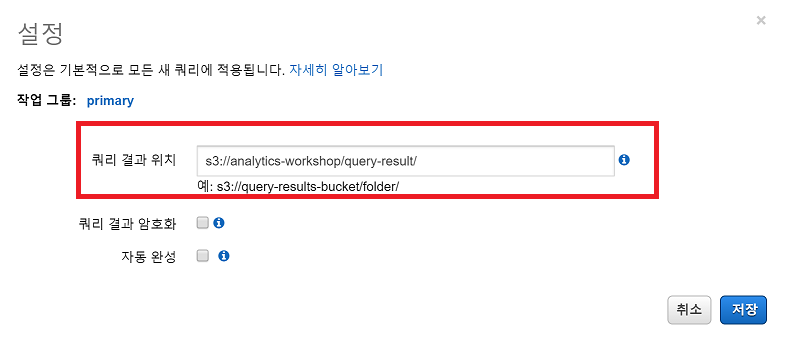 설정
×
설정은 기본적으로 모든 새 쿼리에 적용됩니다. 자세히 알아보기
작업 그룹: primary
쿼리 결과 위치 s3://analytics-workshop/query-result/
예: s3://query-results-bucket/folder/
쿼리 결과 암호화
자동 완성
취소 저장